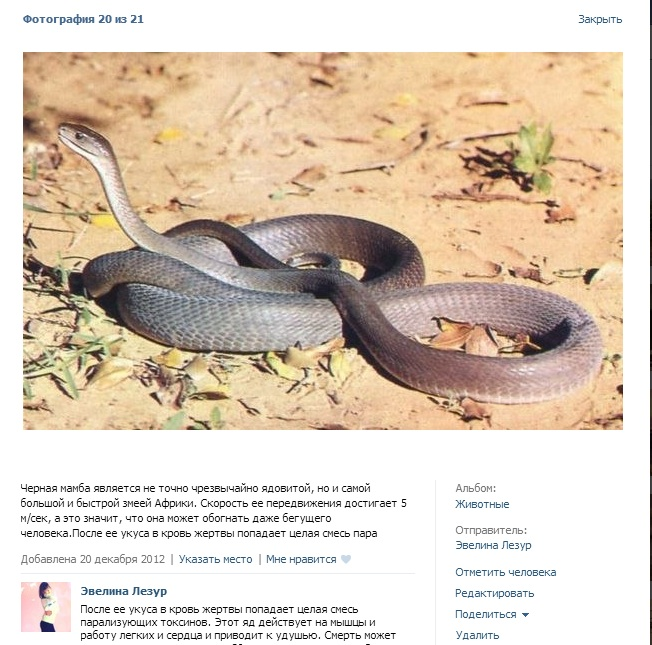 Фотография 20 из 21
Закрыть
Черная мамба является не точно чрезвычайно ядовитой, но и самой
большой и быстрой змеей Африки. Скорость ее передвижения достигает 5
м/сек, а это значит, что она может обогнать даже бегущего
человека.После ее укуса в кровь жертвы попадает целая смесь пара
Добавлена 20 декабря 2012 | Указать место | Мне нравится
Эвелина Лезур
После ее укуса в кровь жертвы попадает целая смесь
парализующих токсинов. Этот яд действует на мышцы и
работу легких и сердца и приводит к удушью. Смерть может
Альбом:
Животные
Отправитель:
Эвелина Лезур
Отметить человека
Редактировать
Поделиться
Удалить